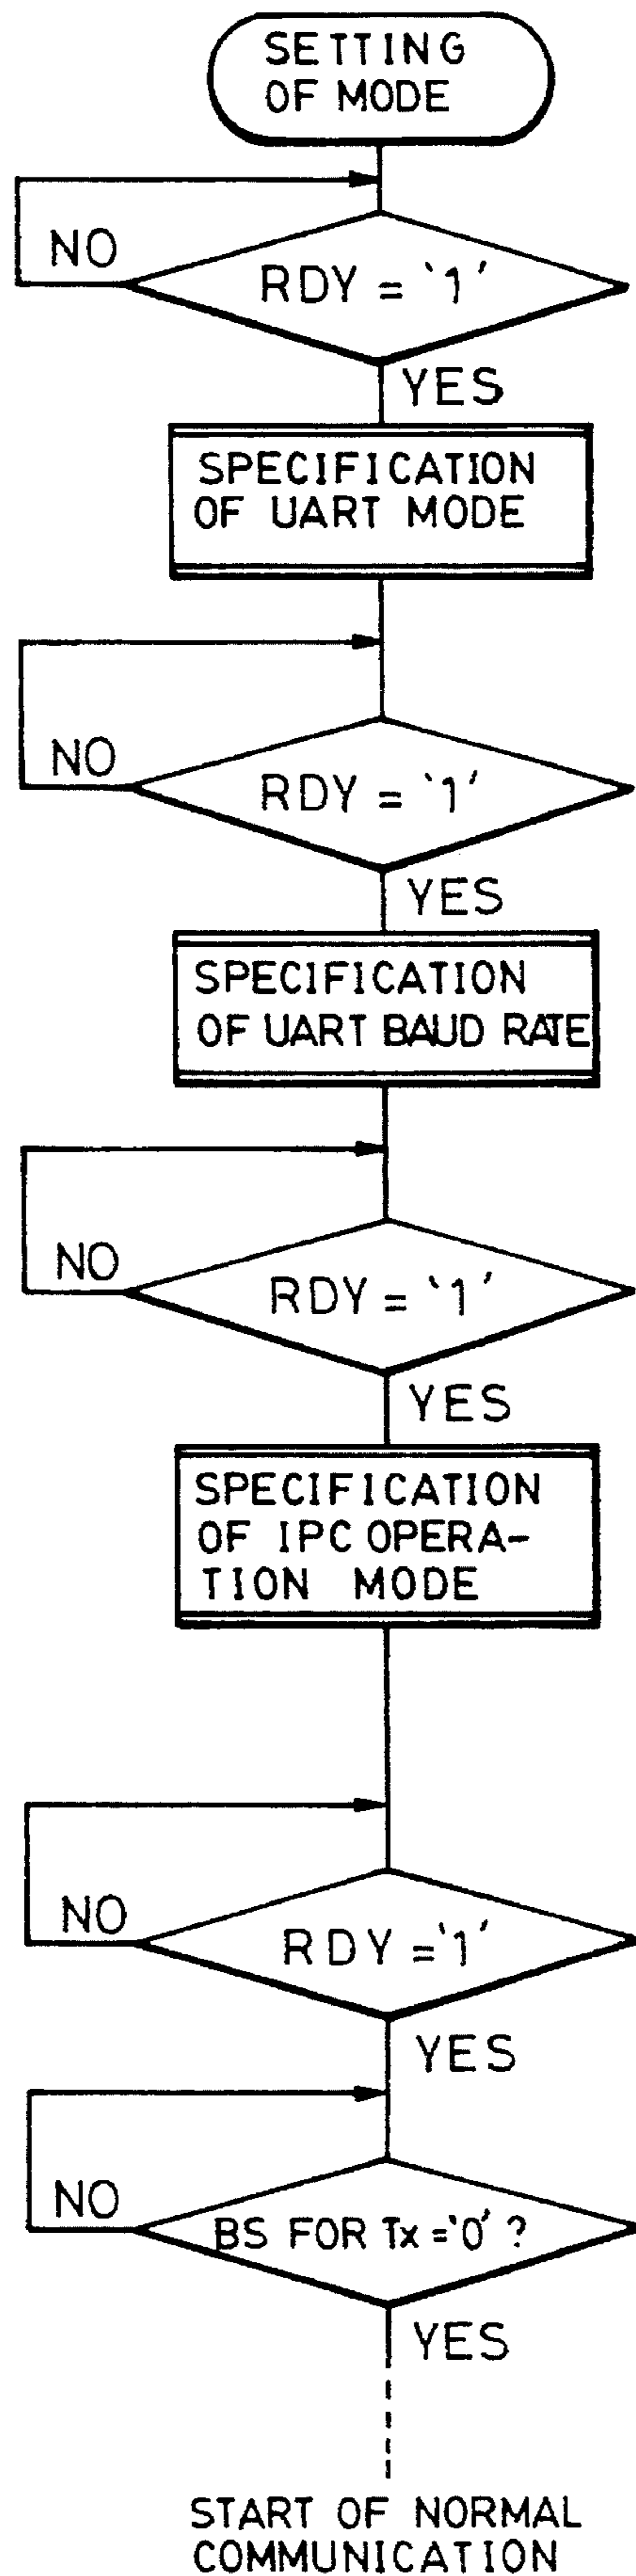 SETTING
OF MODE
NO
RDY = '1'
YES
SPECIFICATION
OF UART MODE
NO
RDY = '1'
YES
SPECIFICATION
OF UART BAUD RATE
NO
RDY = '1'
YES
SPECIFICATION
OF IPC OPERA-
TION MODE
NO
RDY = '1'
YES
NO
BS FOR Tx = '0' ?
YES
START OF NORMAL
COMMUNICATION